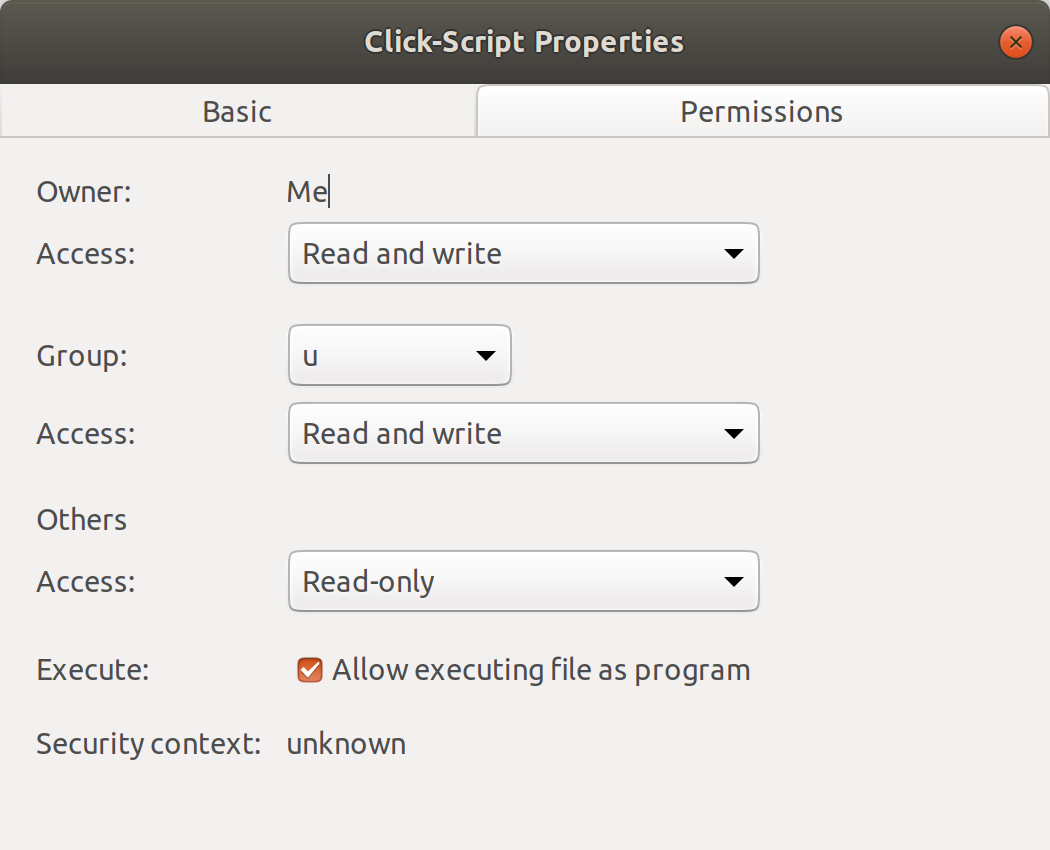 Click-Script Properties
Basic Permissions
Owner: Me
Access: Read and write
Group: u
Access: Read and write
Others
Access: Read-only
Execute: Allow executing file as program
Security context: unknown